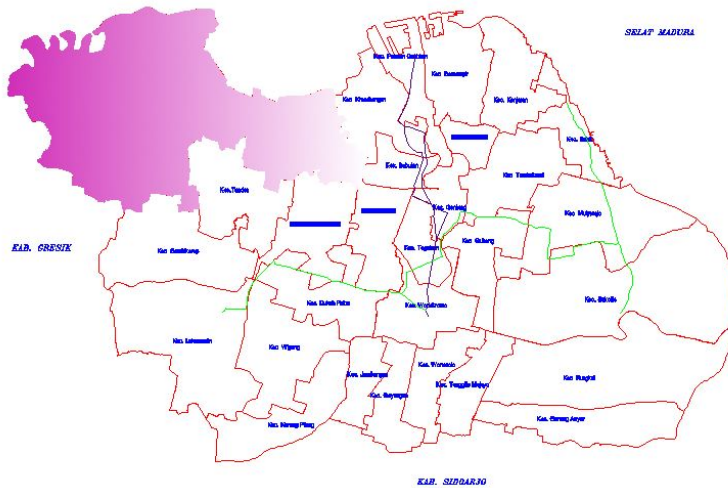 SELAT MADURA
Kec. Pabean Cantian
Kec Semampir
Kec. Krembangan
Kec. Kenjeran
Kec. Bulak
Kec. Bubutan
Kec. Tambaksari
Kec. Tandes
Kec. Genteng
Kec Mulyorejo
KAB. GRESIK
Kec. Tegalsari
Kec Gubeng
Kec. Dukuh Pakis
Kec. Wonokromo
Kec. Sukolilo
Kec. Lakarsantri
Kec Wiyung
Kec. Jambangan
Kec. Wonocolo
Kec. Tenggilis Mejoyo
Kec Rungkut
Kec. Gayungan
Kec. Karang Pilang
Kec. Gunung Anyar
KAB. SIDOARJO